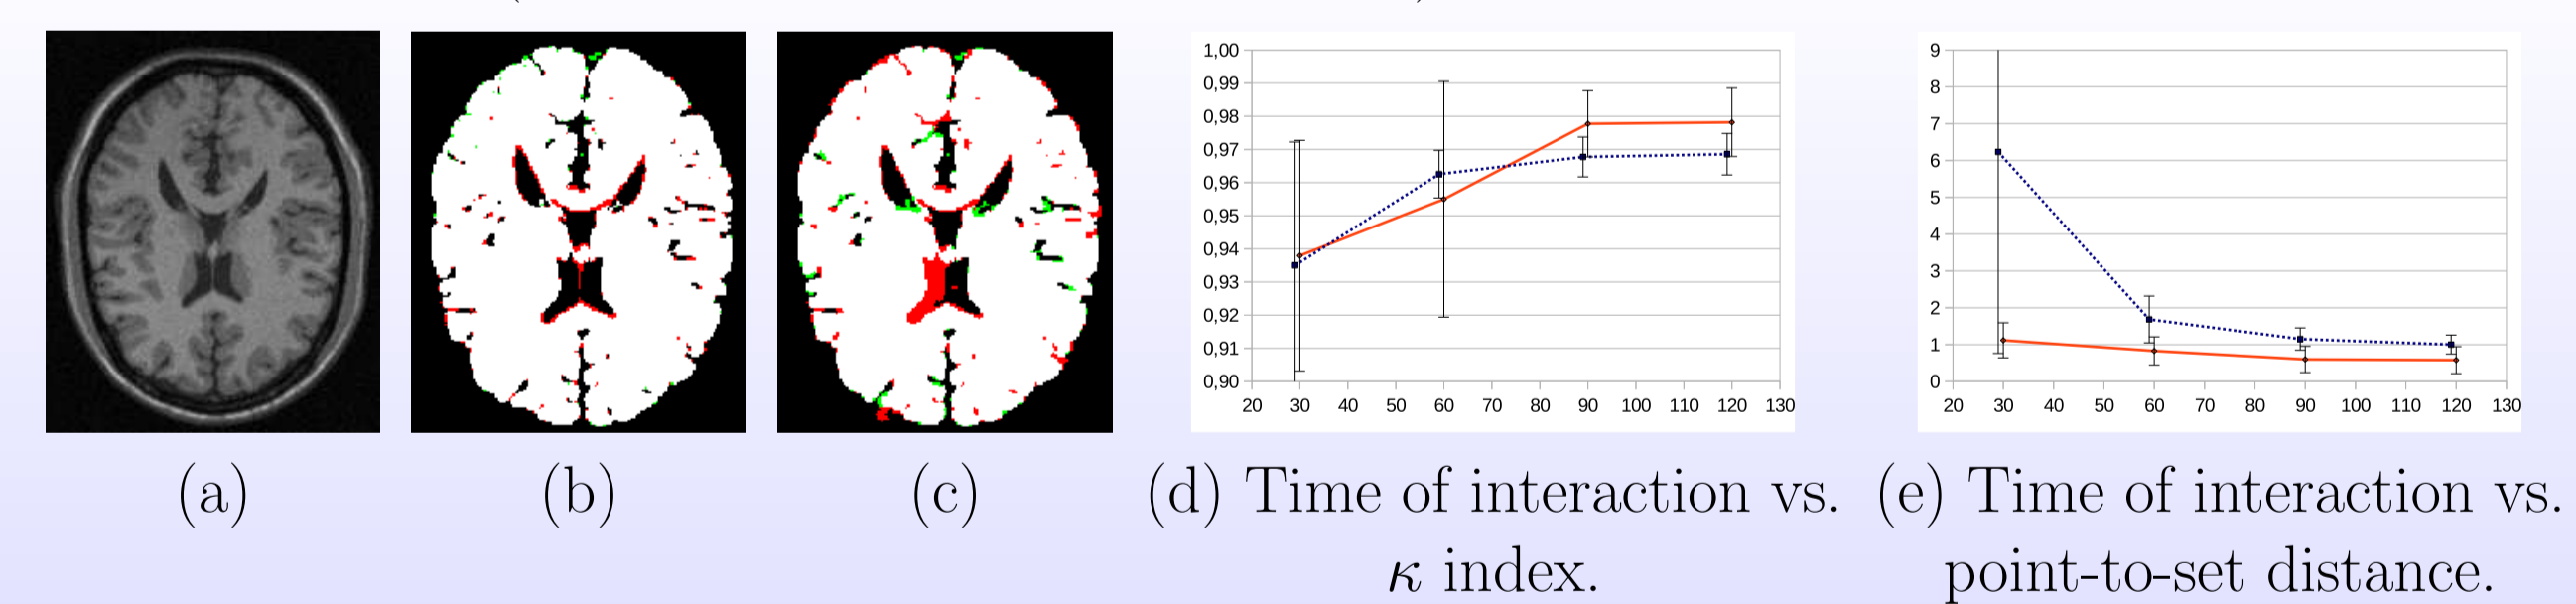 1,00
0,99
0,98
0,97
0,96
0,95
0,94
0,93
0,92
0,91
0,90
20 30 40 50 60 70 80 90 100 110 120 130
9
8
7
6
5
4
3
2
1
0
20 30 40 50 60 70 80 90 100 110 120 130
(a)
(b)
(c)
(d) Time of interaction vs.
κ index.
(e) Time of interaction vs.
point-to-set distance.